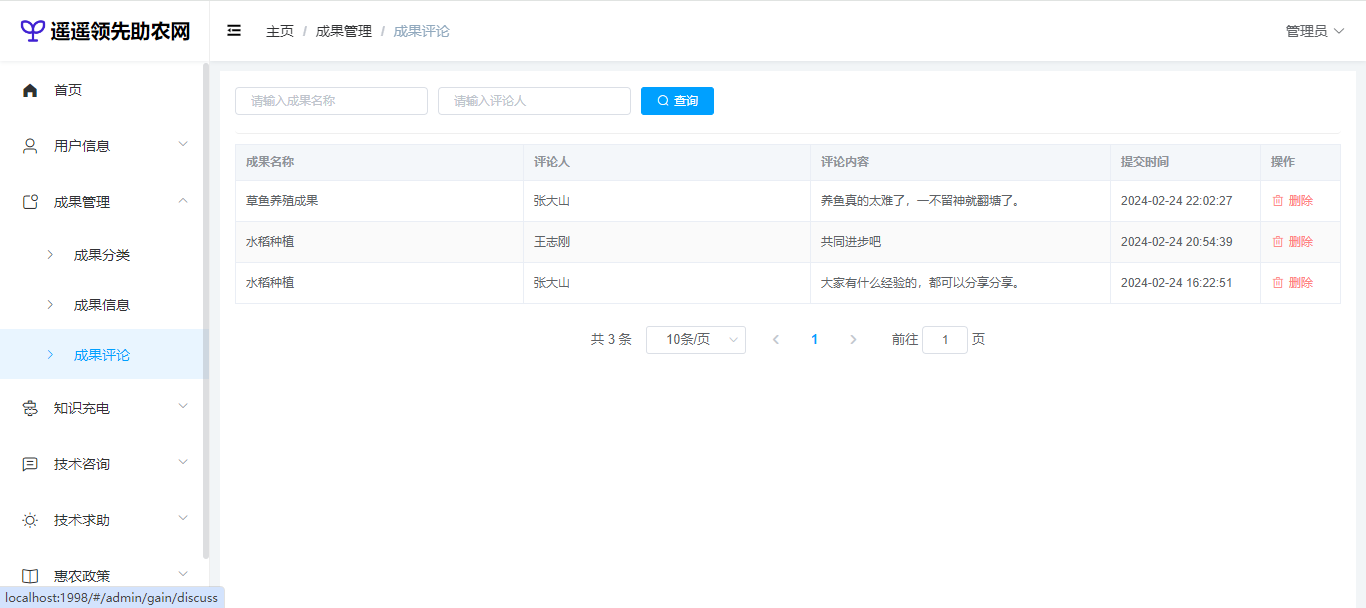 遥遥领先助农网
主页 / 成果管理 / 成果评论
管理员
首页
用户信息
成果管理
成果分类
成果信息
成果评论
知识充电
技术咨询
技术求助
惠农政策
请输入成果名称 请输入评论人 查询
成果名称 评论人 评论内容 提交时间 操作
草鱼养殖成果 张大山 养鱼真的太难了，一不留神就翻塘了。 2024-02-24 22:02:27 删除
水稻种植 王志刚 共同进步吧 2024-02-24 20:54:39 删除
水稻种植 张大山 大家有什么经验的，都可以分享分享。 2024-02-24 16:22:51 删除
共 3 条 10条/页 1 前往 1 页
localhost:1998/#/admin/gain/discuss